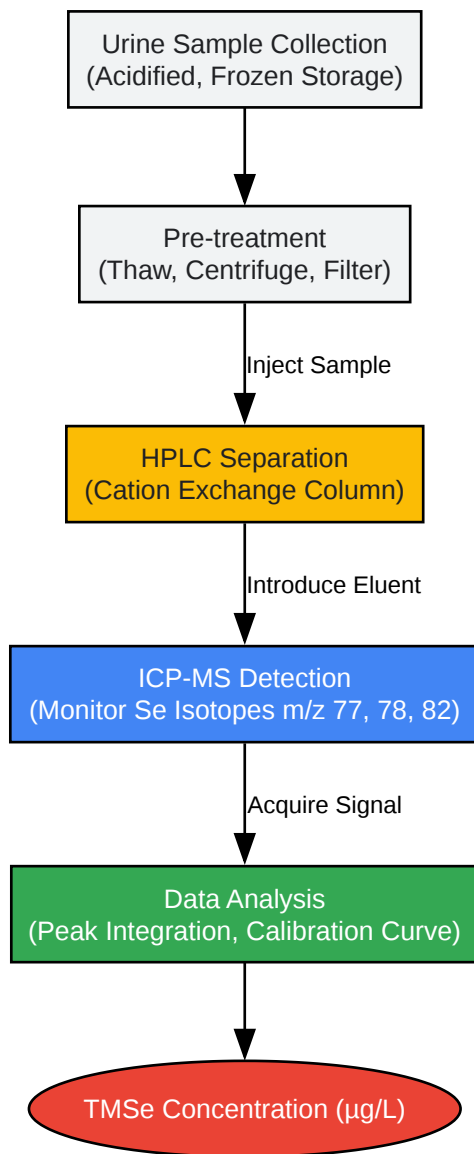 Urine Sample Collection
(Acidified, Frozen Storage)
Pre-treatment
(Thaw, Centrifuge, Filter)
Inject Sample
HPLC Separation
(Cation Exchange Column)
Introduce Eluent
ICP-MS Detection
(Monitor Se Isotopes m/z 77, 78, 82)
Acquire Signal
Data Analysis
(Peak Integration, Calibration Curve)
TMSe Concentration (µg/L)